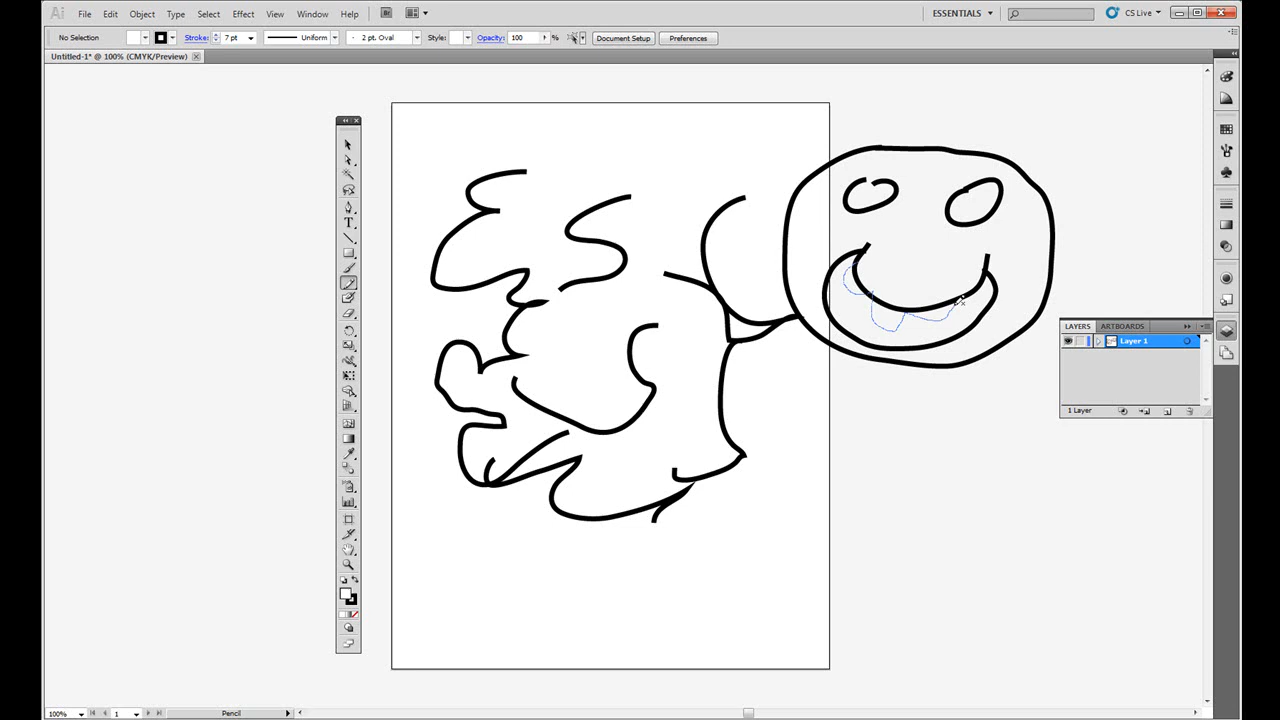 Ai File Edit Object Type Select Effect View Window Help Br ESSENTIALS CS Live
No Selection Stroke: 7 pt Uniform 2 pt. Oval Style: Opacity: 100 % Document Setup Preferences
Untitled-1* @ 100% (CMYK/Preview)
LAYERS ARTBOARDS
Layer 1
1 Layer
100% 1 Pencil